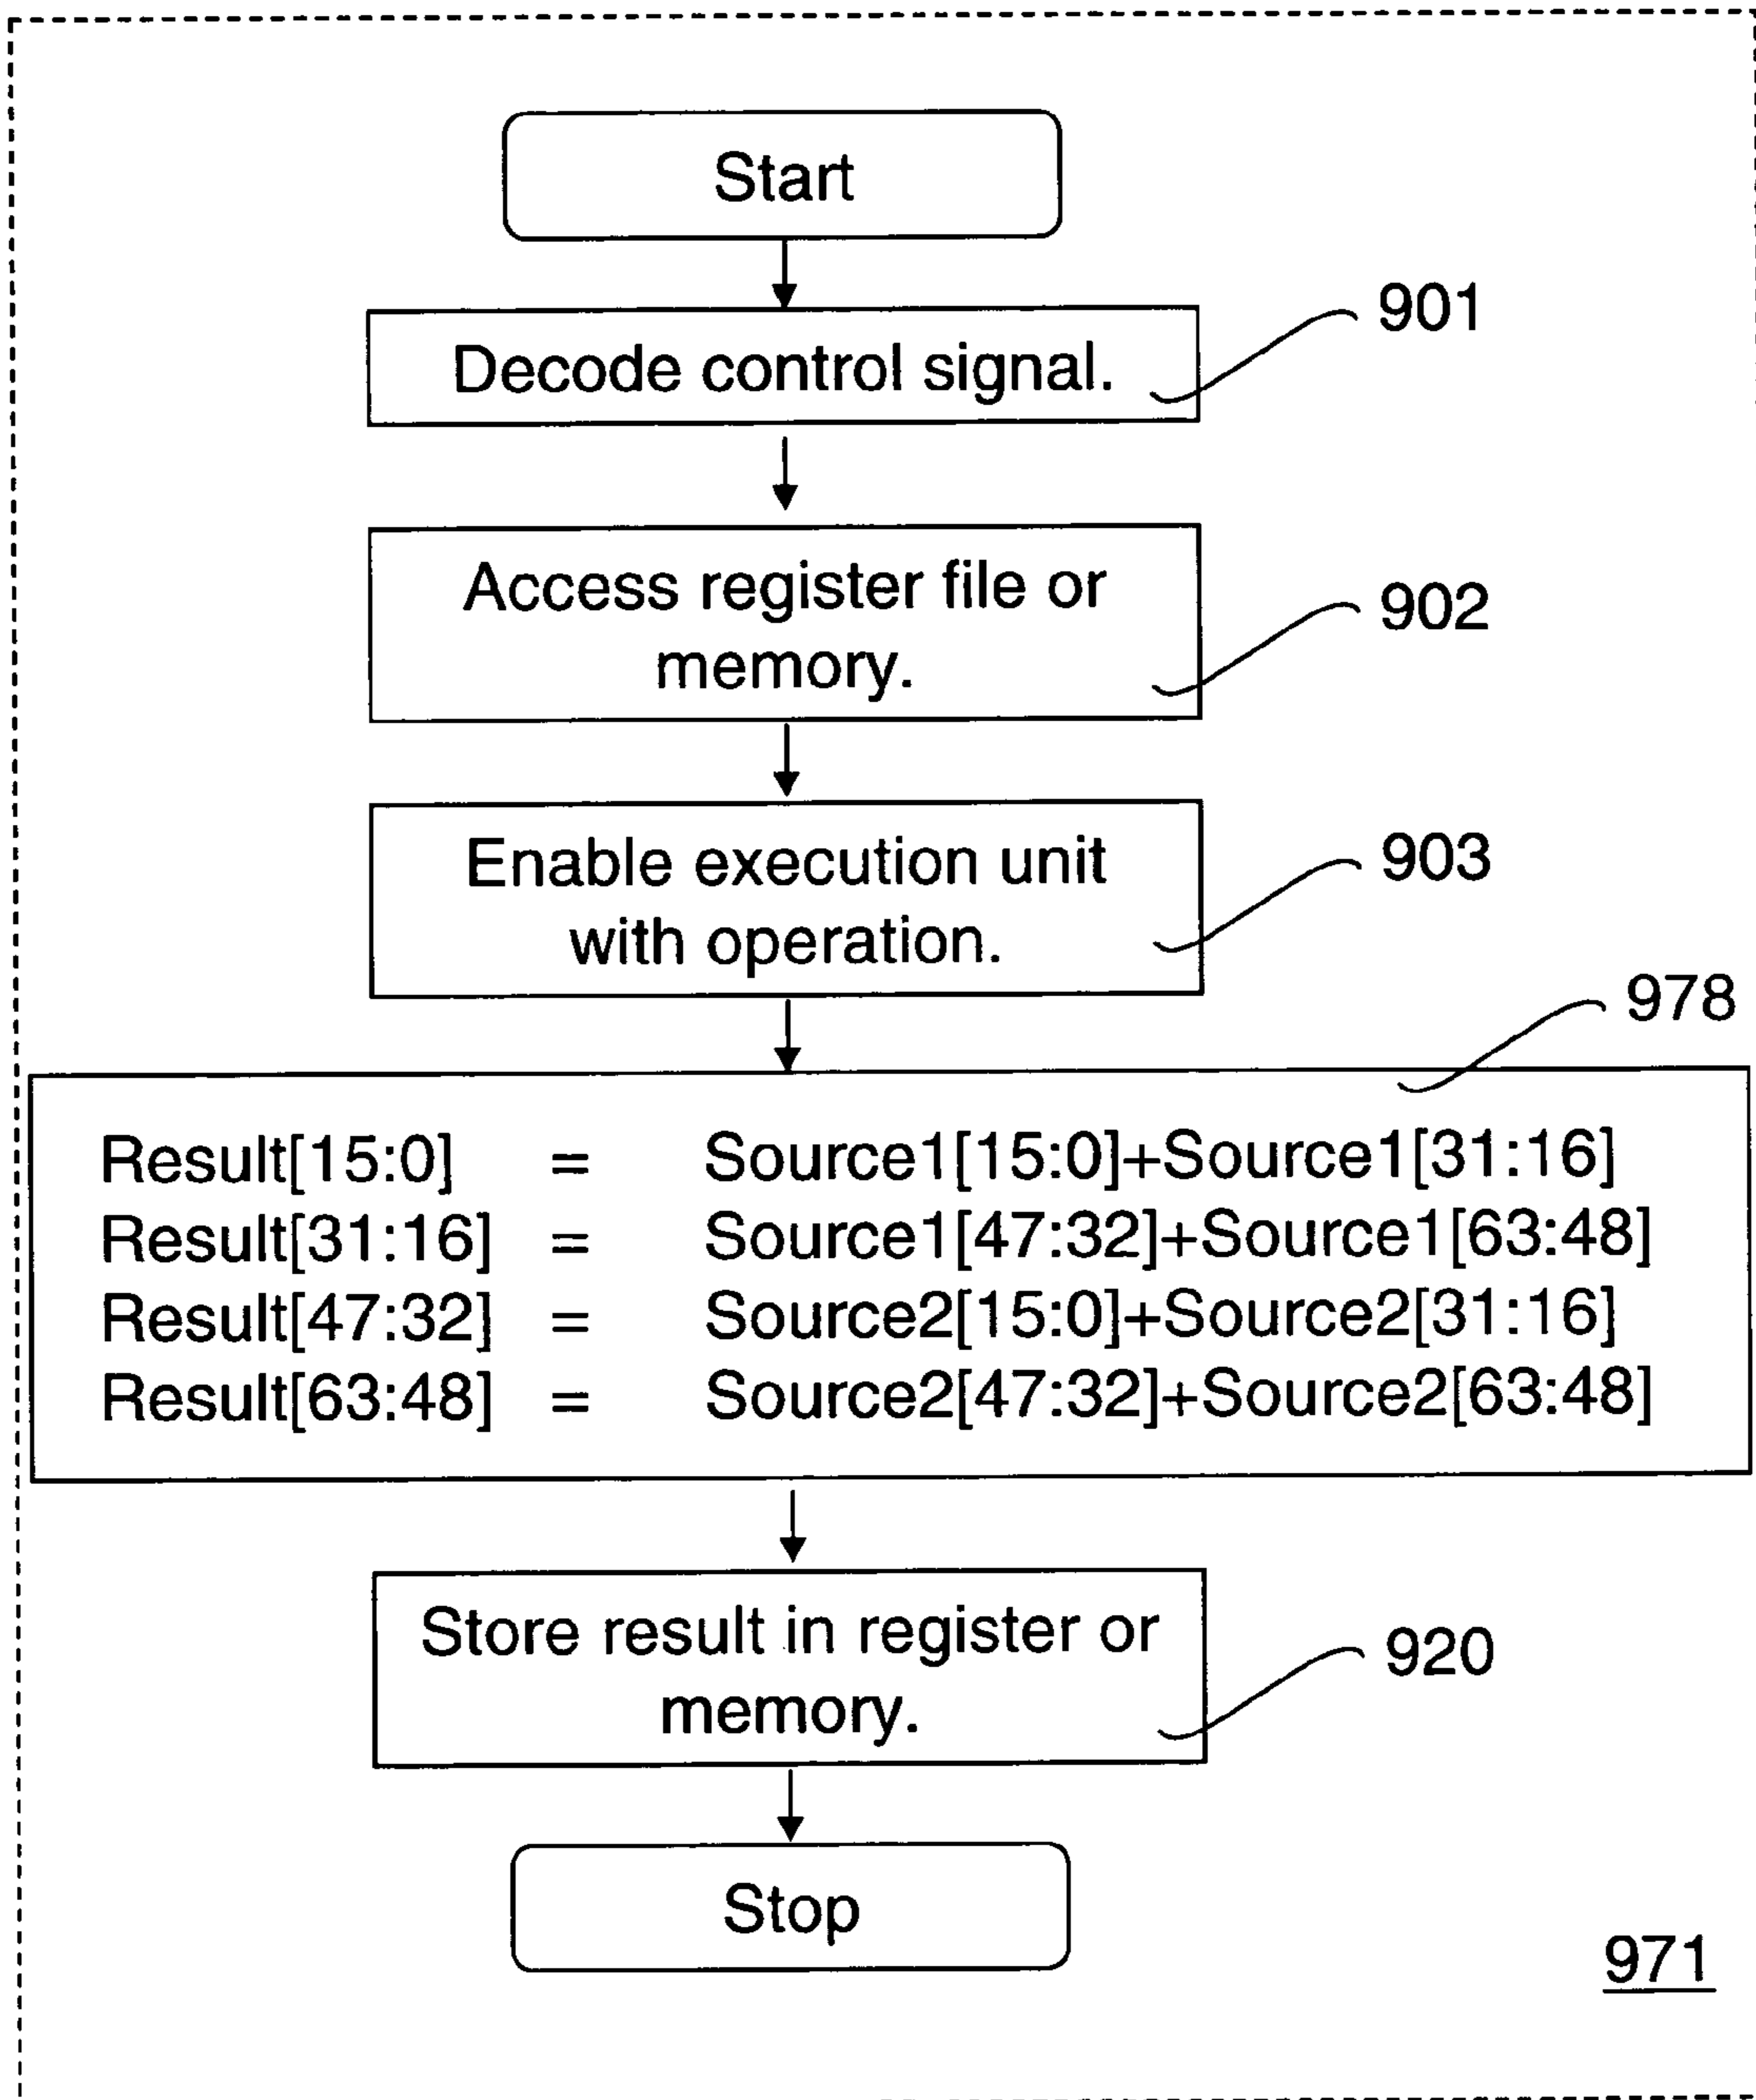 Start
Decode control signal.
901
Access register file or
memory.
902
Enable execution unit
with operation.
903
978
Result[15:0] = Source1[15:0]+Source1[31:16]
Result[31:16] = Source1[47:32]+Source1[63:48]
Result[47:32] = Source2[15:0]+Source2[31:16]
Result[63:48] = Source2[47:32]+Source2[63:48]
Store result in register or
memory.
920
Stop
971